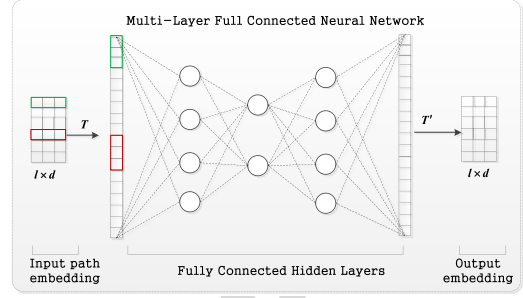 Multi-Layer Full Connected Neural Network
T
T'
l×d
l×d
Input path
embedding
Fully Connected Hidden Layers
Output
embedding